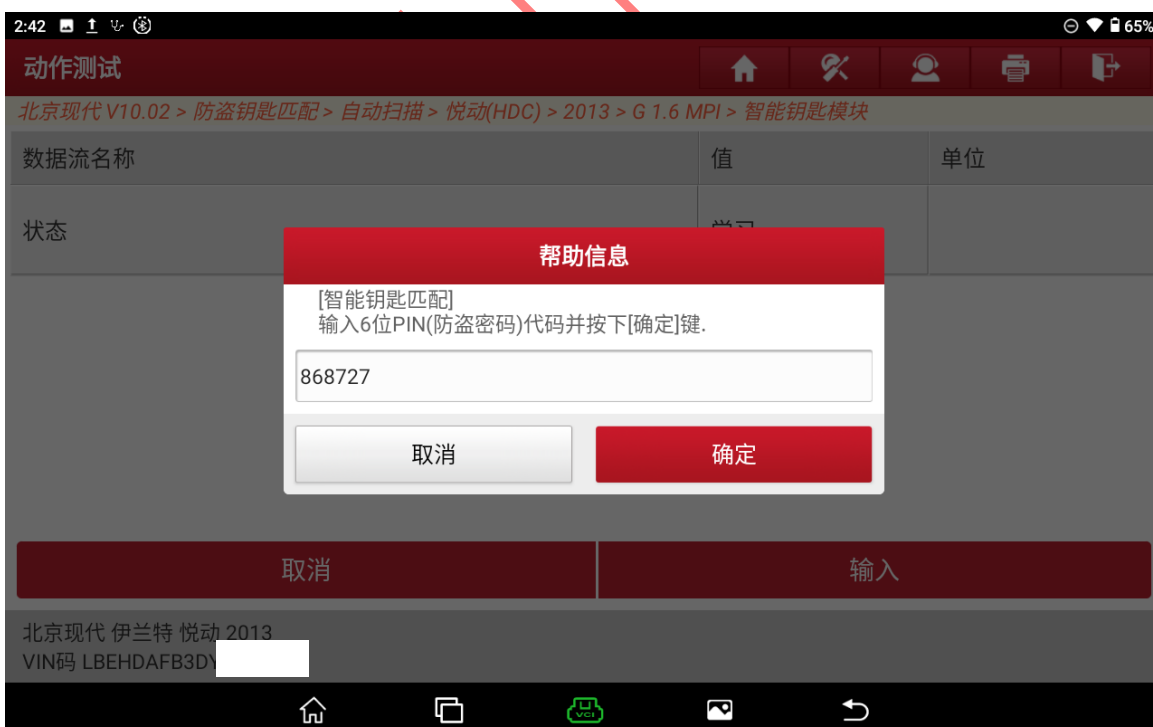 2:42
65%
动作测试
北京现代 V10.02 > 防盗钥匙匹配 > 自动扫描 > 悦动(HDC) > 2013 > G 1.6 MPI > 智能钥匙模块
数据流名称 值 单位
状态 学习
帮助信息
[智能钥匙匹配]
输入6位PIN(防盗密码)代码并按下[确定]键.
868727
取消 确定
取消 输入
北京现代 伊兰特 悦动 2013
VIN码 LBEHDAFB3DY
VCI